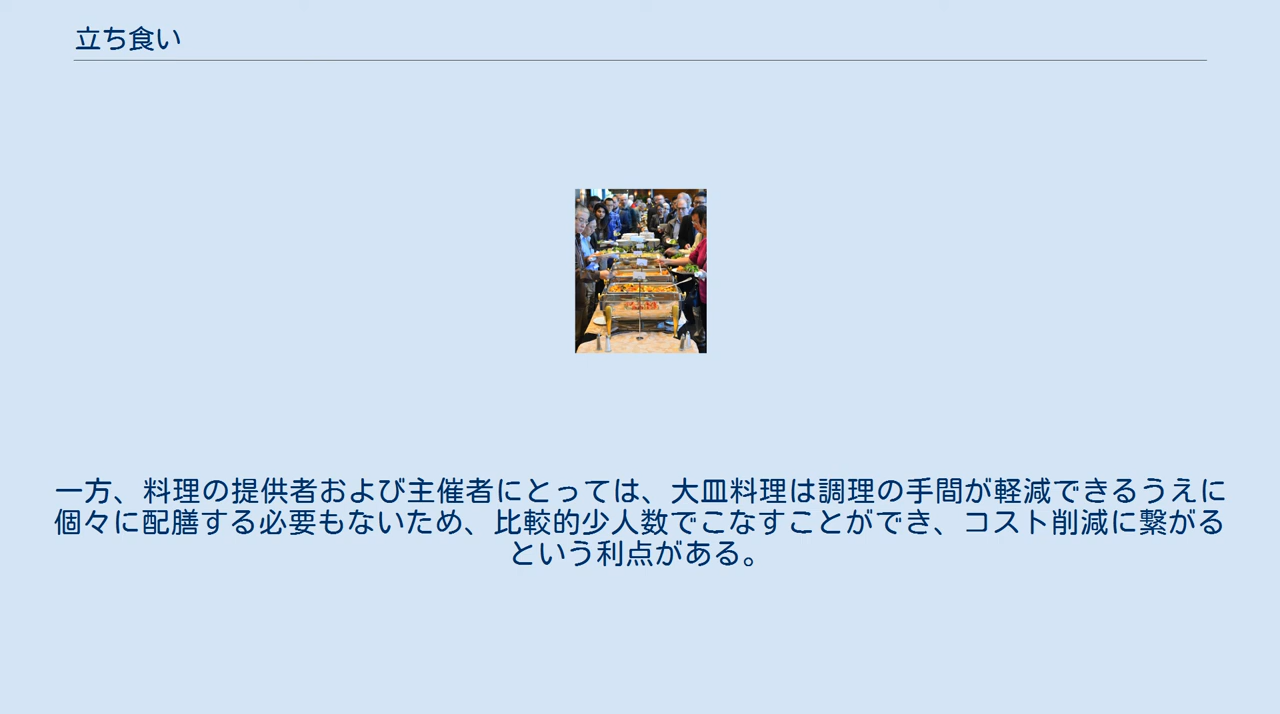 立ち食い
一方、料理の提供者および主催者にとっては、大皿料理は調理の手間が軽減できるうえに
個々に配膳する必要もないため、比較的少人数でこなすことができ、コスト削減に繋がる
という利点がある。